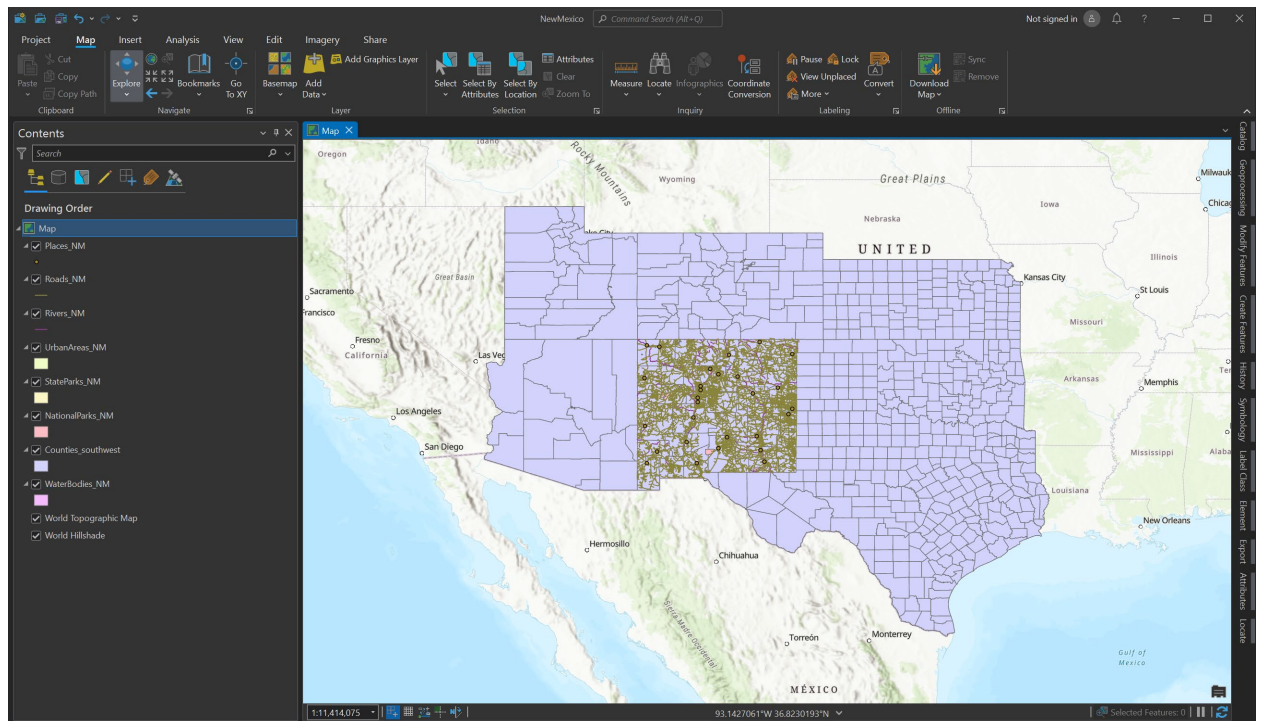 NewMexico
Command Search (Alt+Q)
Not signed in
?
Project Map Insert Analysis View Edit Imagery Share
Paste
Cut
Copy
Copy Path
Clipboard
Explore
Bookmarks
Go To XY
Navigate
Basemap
Add Data
Add Graphics Layer
Layer
Select
Select By Attributes
Select By Location
Attributes
Clear
Zoom To
Selection
Measure
Locate
Infographics
Coordinate Conversion
Inquiry
Pause
Lock
View Unplaced
More
Convert
Labeling
Download Map
Sync
Remove
Offline
Contents
Search
Drawing Order
Map
Places_NM
Roads_NM
Rivers_NM
UrbanAreas_NM
StateParks_NM
NationalParks_NM
Counties_southwest
WaterBodies_NM
World Topographic Map
World Hillshade
Map
Idaho
Oregon
Rocky Mountains
Wyoming
Great Plains
Milwauk
Iowa
Chicag
Nebraska
UNITED
Illinois
Great Basin
Kansas City
St Louis
Sacramento
Francisco
Missouri
Fresno
California
Las Veg
Arkansas
Memphis
Los Angeles
San Diego
Mississippi
Alaba
Louisiana
New Orleans
Hermosillo
Chihuahua
Sierra Madre Occidental
Torreón
Monterrey
Gulf of
Mexico
MÉXICO
1:11,414,075
93.1427061°W 36.8230193°N
Selected Features: 0
Catalog
Geoprocessing
Modify Features
Create Features
History
Symbology
Label Class
Element
Export
Attributes
Locate